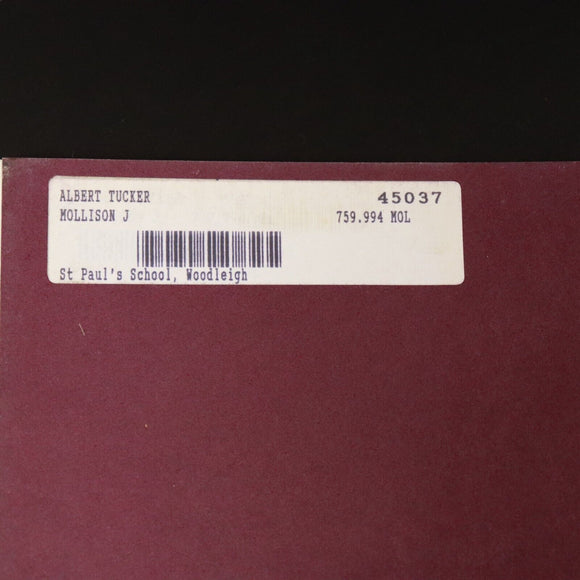 ALBERT TUCKER 45037
MOLLISON J 759.994 MOL
St Paul's School, Woodleigh